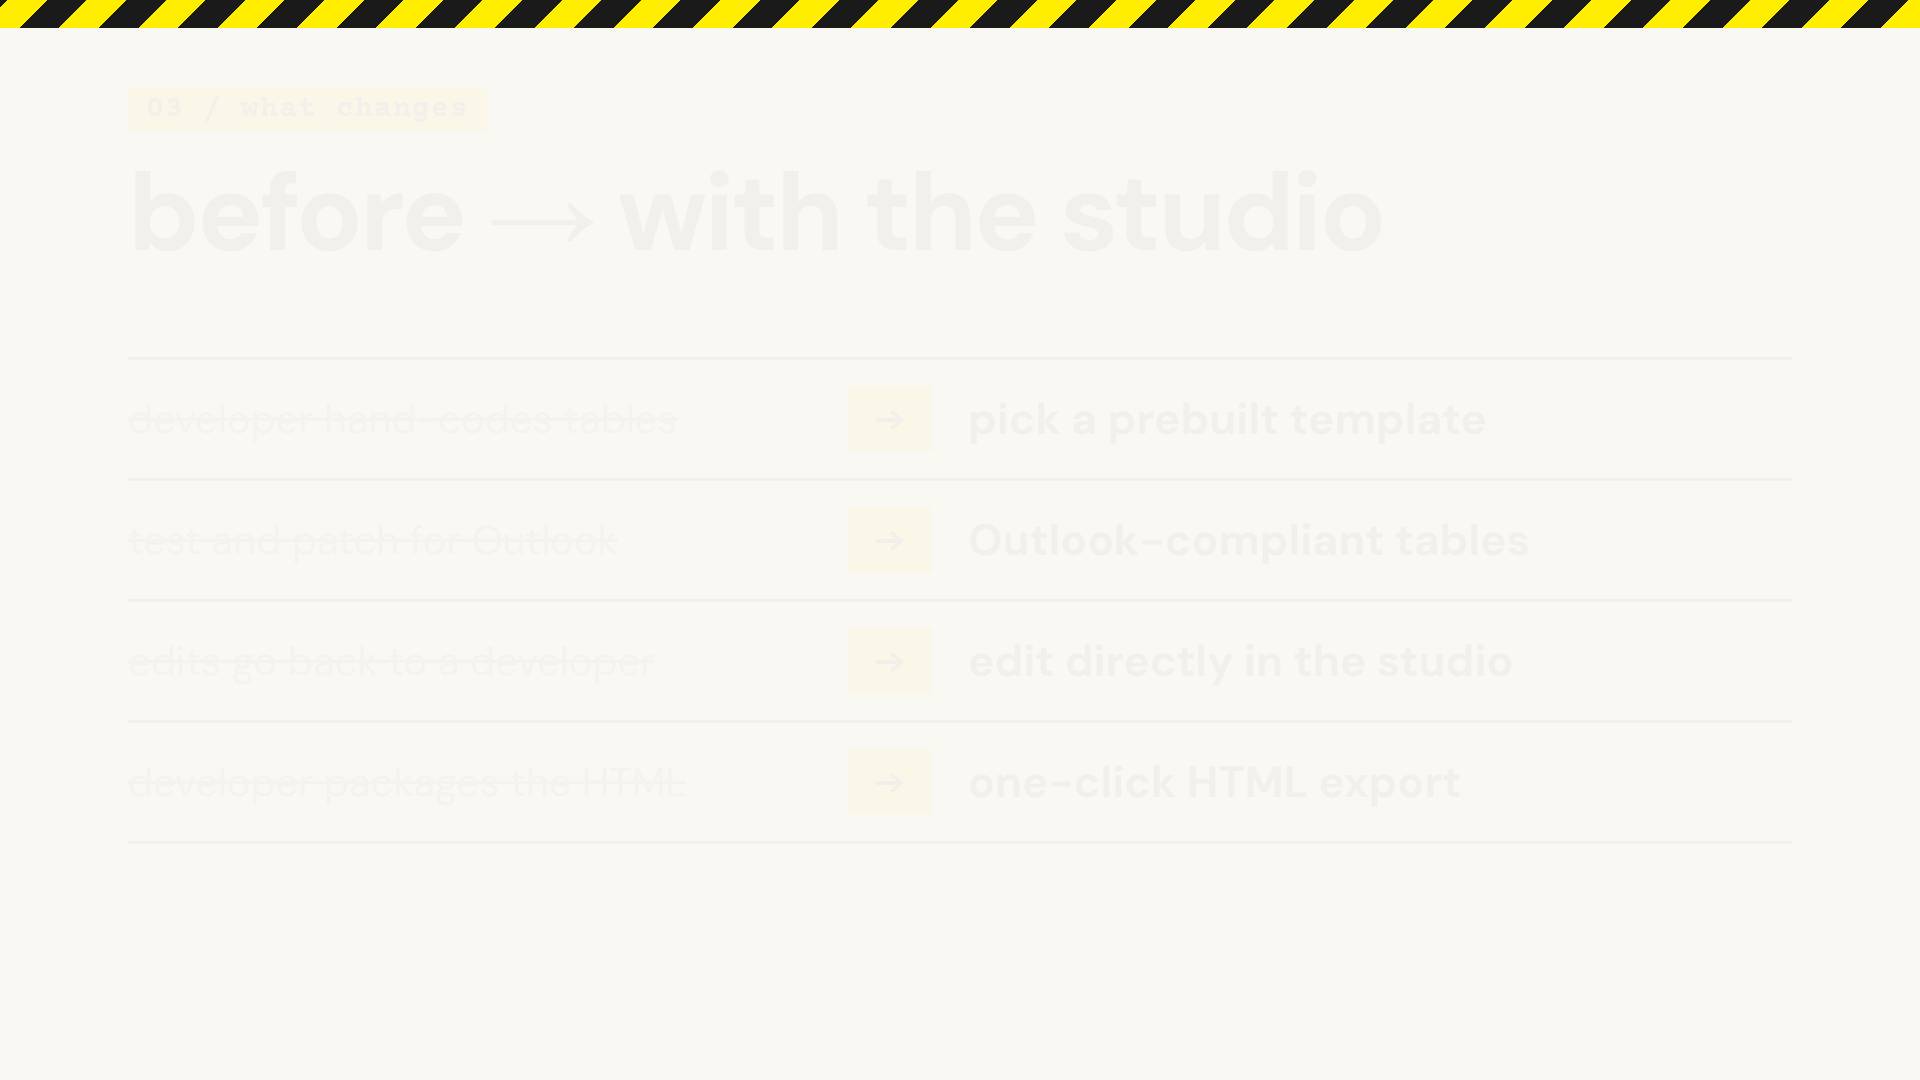 03 / what changes
before → with the studio
developer hand-codes tables → pick a prebuilt template
test and patch for Outlook → Outlook-compliant tables
edits go back to a developer → edit directly in the studio
developer packages the HTML → one-click HTML export